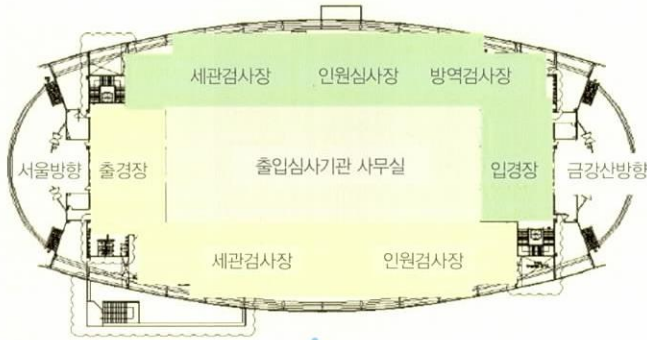 세관검사장 인원심사장 방역검사장
서울방향 출경장 출입심사기관 사무실 입경장 금강산방향
세관검사장 인원검사장